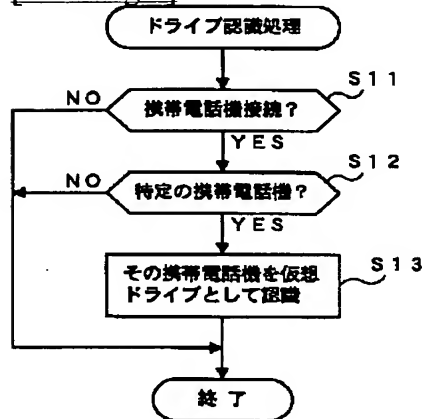 ドライブ認識処理
S11
NO
携帯電話機接続?
YES
S12
NO
特定の携帯電話機?
YES
S13
その携帯電話機を仮想
ドライブとして認識
終了